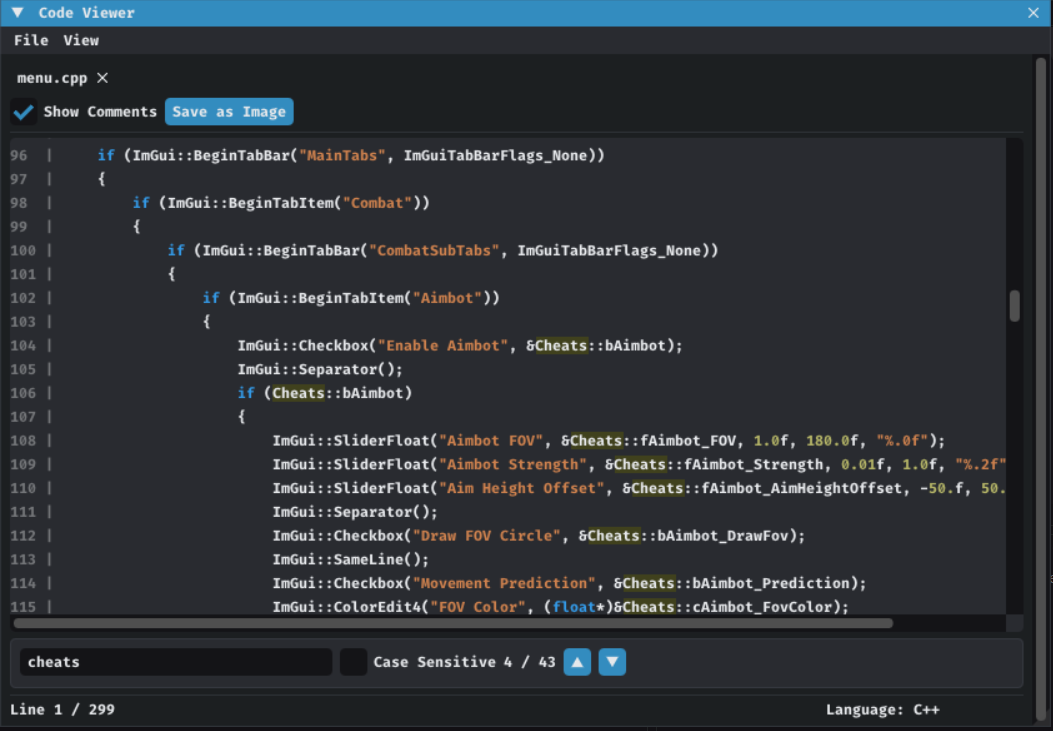 ▼ Code Viewer ×
File View
menu.cpp ×
Show Comments Save as Image
96 | if (ImGui::BeginTabBar("MainTabs", ImGuiTabBarFlags_None))
97 | {
98 | if (ImGui::BeginTabItem("Combat"))
99 | {
100 | if (ImGui::BeginTabBar("CombatSubTabs", ImGuiTabBarFlags_None))
101 | {
102 | if (ImGui::BeginTabItem("Aimbot"))
103 | {
104 | ImGui::Checkbox("Enable Aimbot", &Cheats::bAimbot);
105 | ImGui::Separator();
106 | if (Cheats::bAimbot)
107 | {
108 | ImGui::SliderFloat("Aimbot FOV", &Cheats::fAimbot_FOV, 1.0f, 180.0f, "%.0f");
109 | ImGui::SliderFloat("Aimbot Strength", &Cheats::fAimbot_Strength, 0.01f, 1.0f, "%.2f"
110 | ImGui::SliderFloat("Aim Height Offset", &Cheats::fAimbot_AimHeightOffset, -50.f, 50.
111 | ImGui::Separator();
112 | ImGui::Checkbox("Draw FOV Circle", &Cheats::bAimbot_DrawFov);
113 | ImGui::SameLine();
114 | ImGui::Checkbox("Movement Prediction", &Cheats::bAimbot_Prediction);
115 | ImGui::ColorEdit4("FOV Color", (float*)&Cheats::cAimbot_FovColor);
cheats Case Sensitive 4 / 43 ▲ ▼
Line 1 / 299 Language: C++